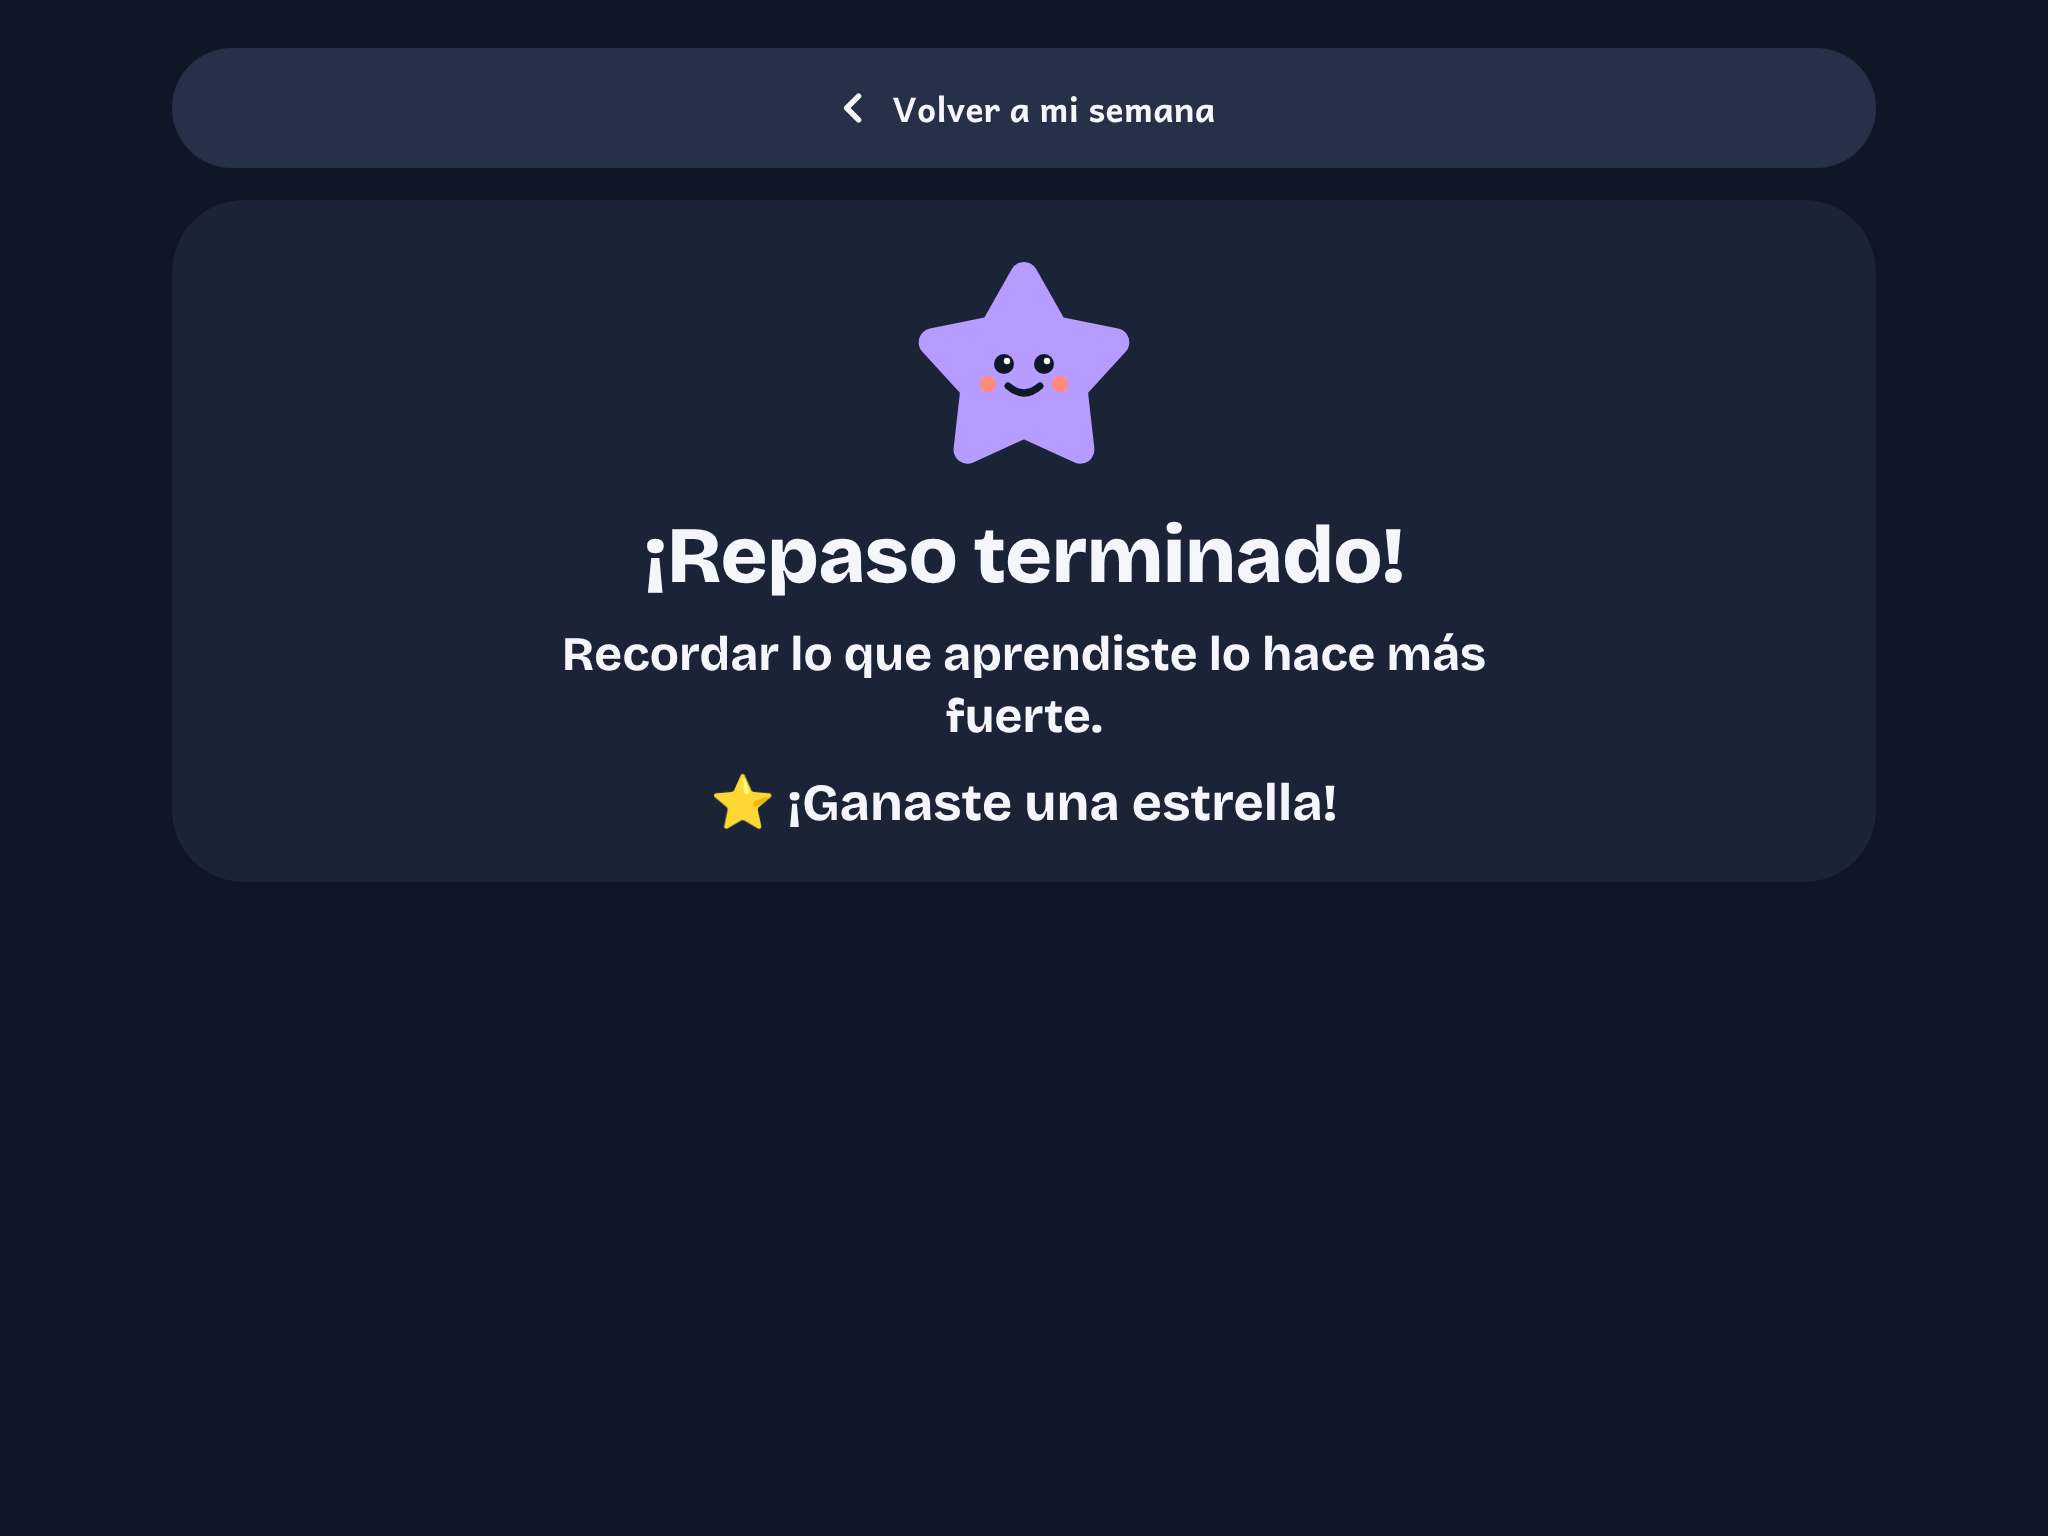 Volver a mi semana
¡Repaso terminado!
Recordar lo que aprendiste lo hace más
fuerte.
⭐ ¡Ganaste una estrella!